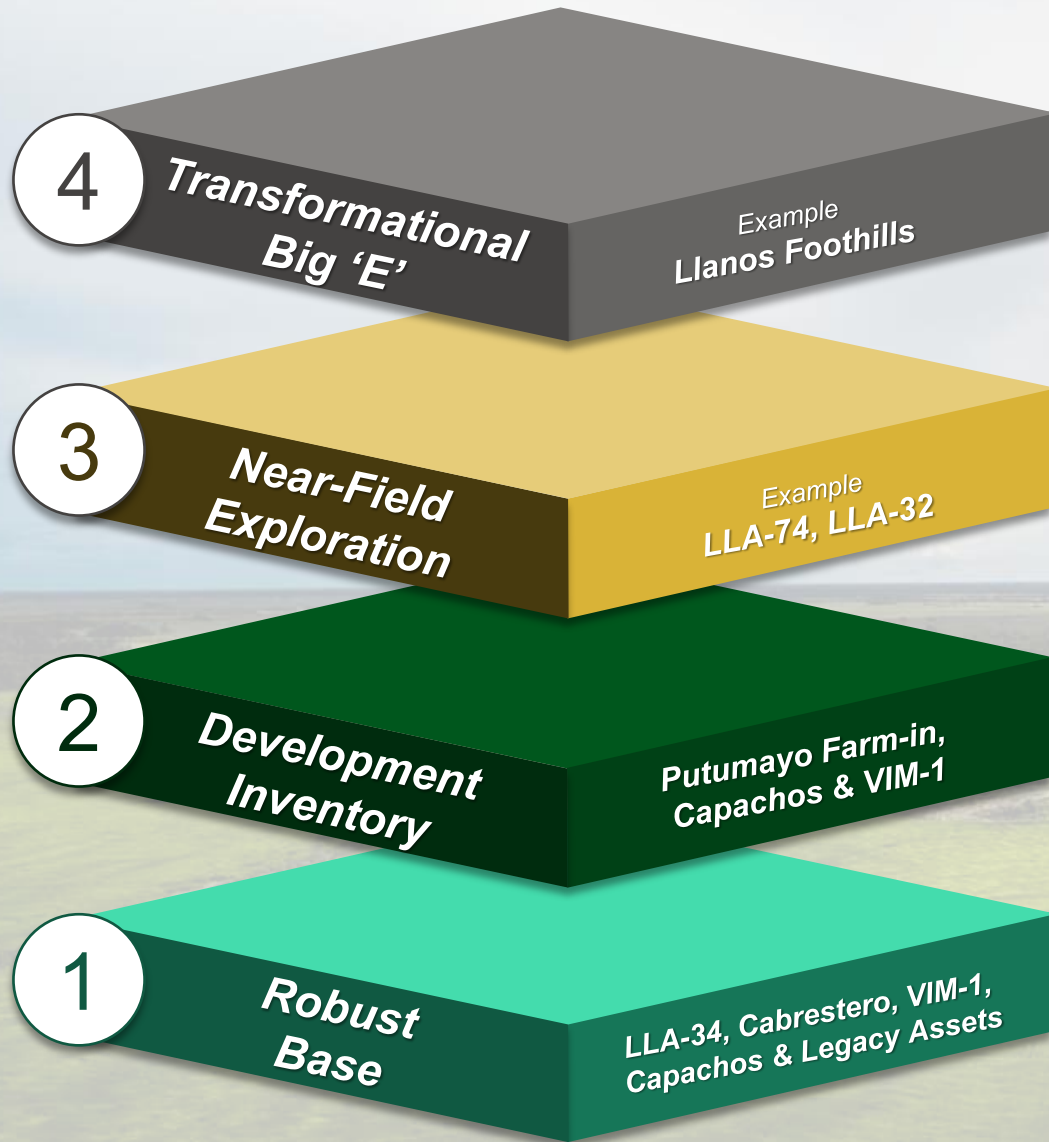 4
Transformational
Big ‘E’
Example
Llanos Foothills
3
Near-Field
Exploration
Example
LLA-74, LLA-32
2
Development
Inventory
Putumayo Farm-in,
Capachos & VIM-1
1
Robust
Base
LLA-34, Cabrestero, VIM-1,
Capachos & Legacy Assets